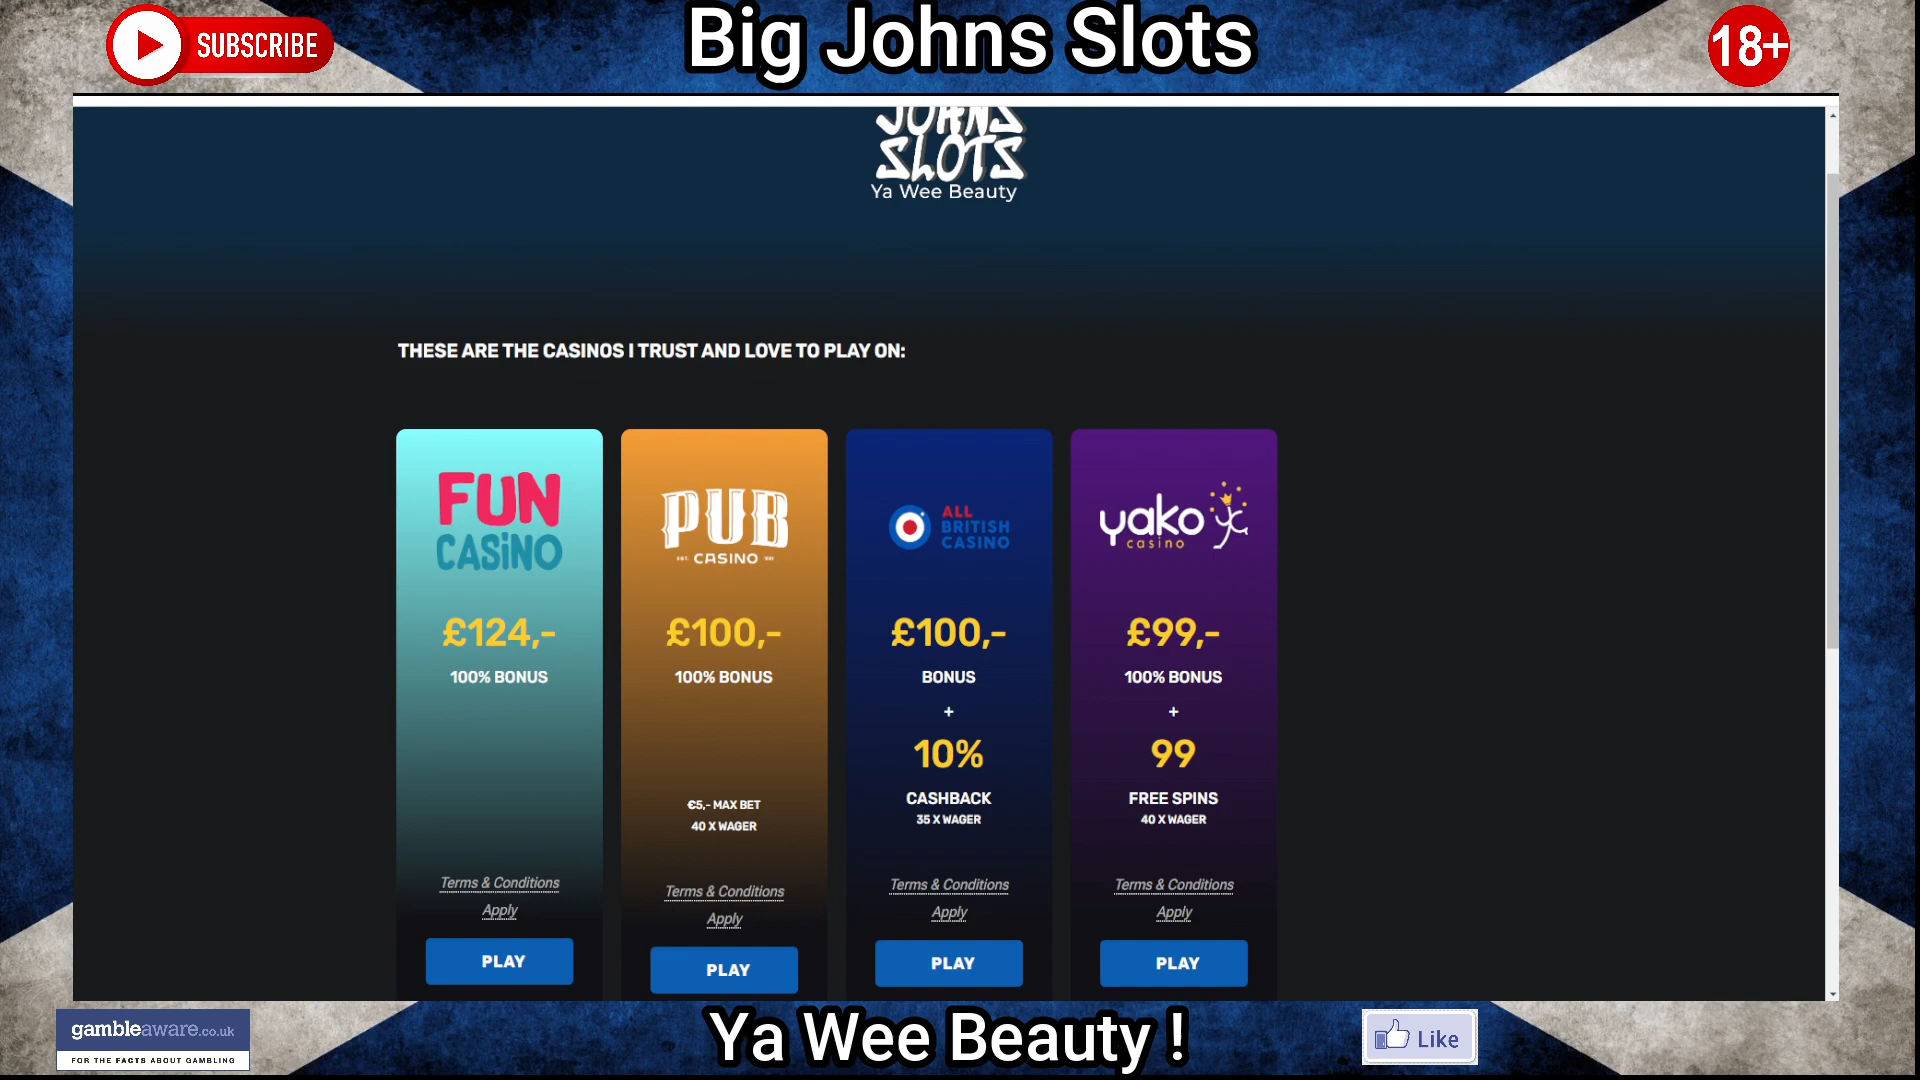 SUBSCRIBE
Big Johns Slots
18+
JOHNS
SLOTS
Ya Wee Beauty
THESE ARE THE CASINOS I TRUST AND LOVE TO PLAY ON:
FUN
CASiNO
£124,-
100% BONUS
Terms & Conditions
Apply
PLAY
PUB
CASINO
£100,-
100% BONUS
€5,- MAX BET
40 X WAGER
Terms & Conditions
Apply
PLAY
ALL
BRITISH
CASINO
£100,-
BONUS
+
10%
CASHBACK
35 X WAGER
Terms & Conditions
Apply
PLAY
yako
casino
£99,-
100% BONUS
+
99
FREE SPINS
40 X WAGER
Terms & Conditions
Apply
PLAY
gambleaware.co.uk
FOR THE FACTS ABOUT GAMBLING
Ya Wee Beauty !
Like